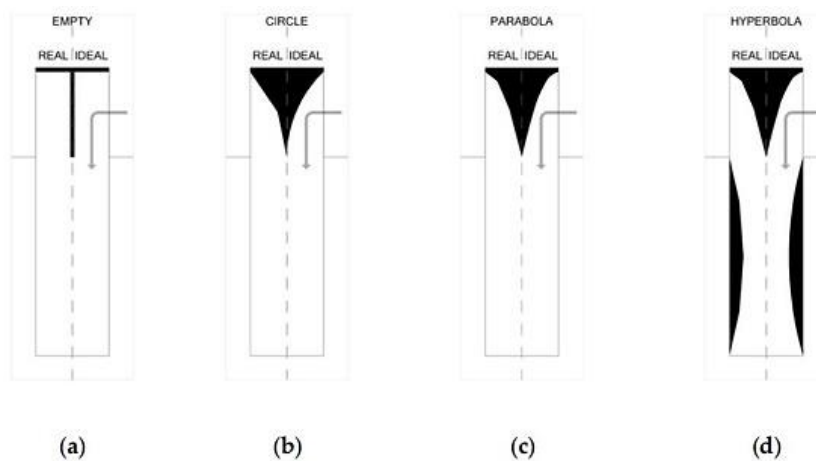 EMPTY CIRCLE PARABOLA HYPERBOLA
REAL IDEAL REAL IDEAL REAL IDEAL REAL IDEAL
(a) (b) (c) (d)